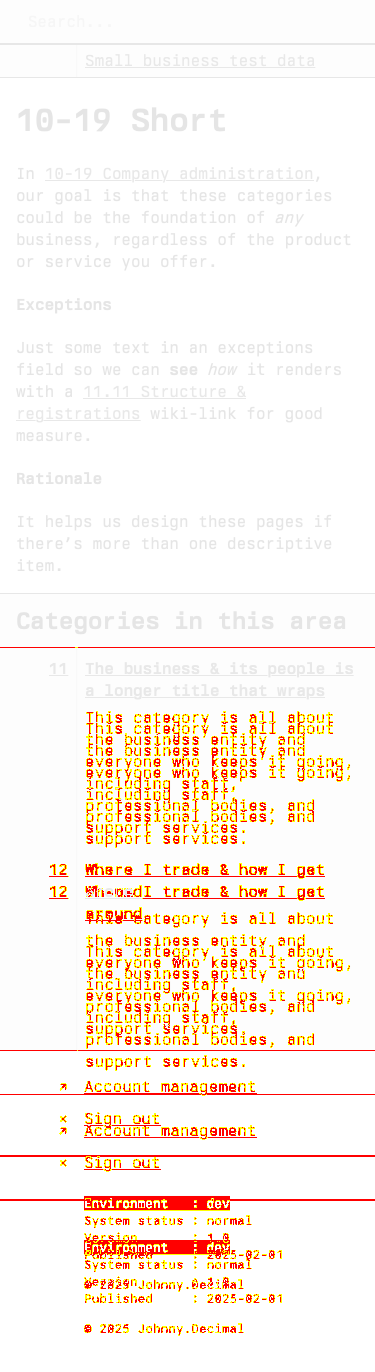 Search...
Small business test data
10-19 Short
In 10-19 Company administration,
our goal is that these categories
could be the foundation of any
business, regardless of the product
or service you offer.
Exceptions
Just some text in an exceptions
field so we can see how it renders
with a 11.11 Structure &
registrations wiki-link for good
measure.
Rationale
It helps us design these pages if
there's more than one descriptive
item.
Categories in this area
11 The business & its people is
a longer title that wraps
This category is all about
This category is all about
the business entity and
the business entity and
everyone who keeps it going,
everyone who keeps it going,
including staff,
including staff,
professional bodies, and
professional bodies, and
support services.
support services.
12 Where I trade & how I get
12 Where I trade & how I get
around
This category is all about
the business entity and
This category is all about
everyone who keeps it going,
the business entity and
including staff,
everyone who keeps it going,
professional bodies, and
including staff,
support services.
professional bodies, and
support services.
↗ Account management
× Sign out
↗ Account management
× Sign out
Environment : dev
System status : normal
Version : 1.0
Environment : dev
Published : 2025-02-01
System status : normal
Version : 1.0
© 2025 Johnny.Decimal
Published : 2025-02-01
© 2025 Johnny.Decimal